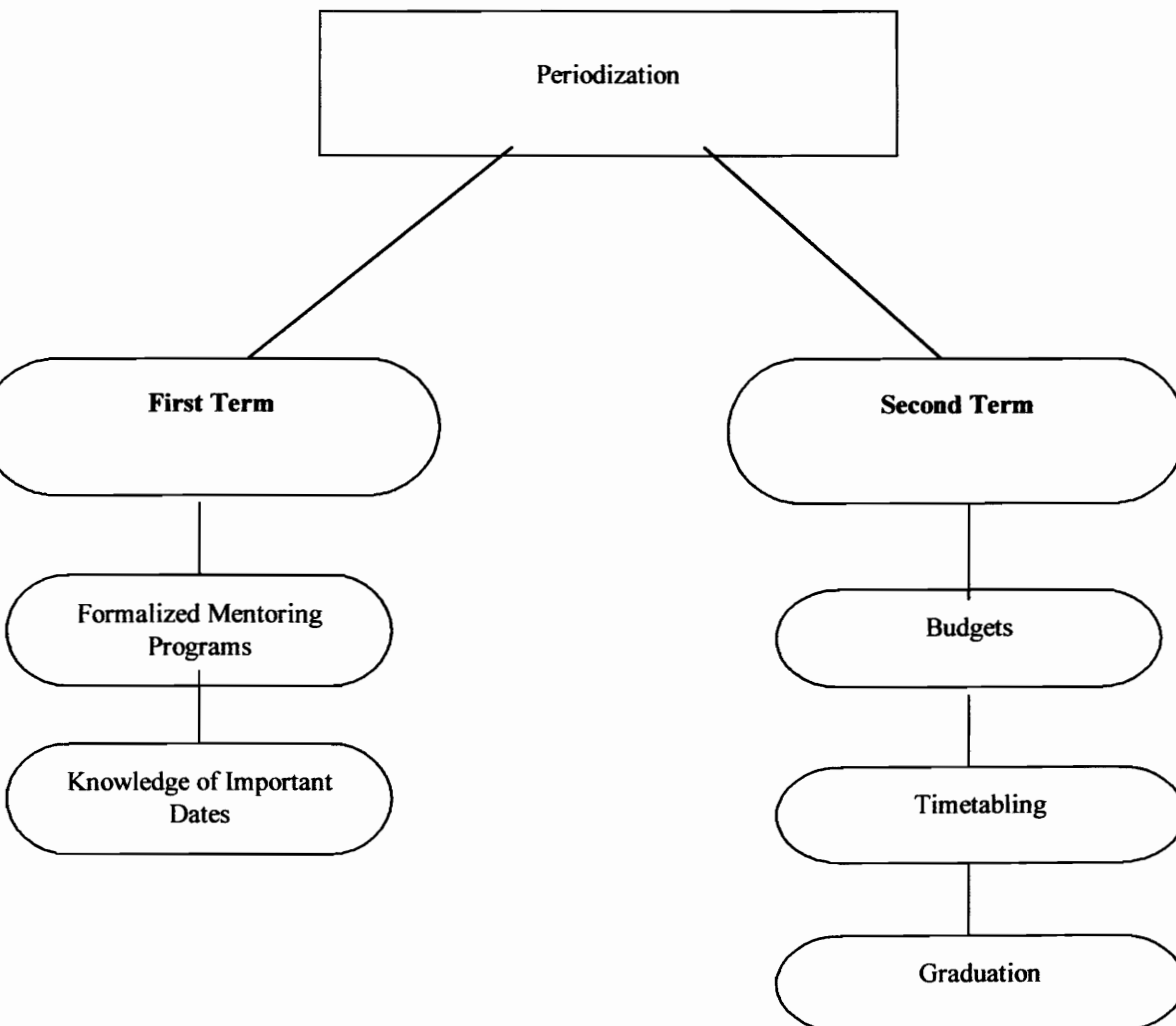 Periodization
First Term
Second Term
Formalized Mentoring
Programs
Budgets
Knowledge of Important
Dates
Timetabling
Graduation